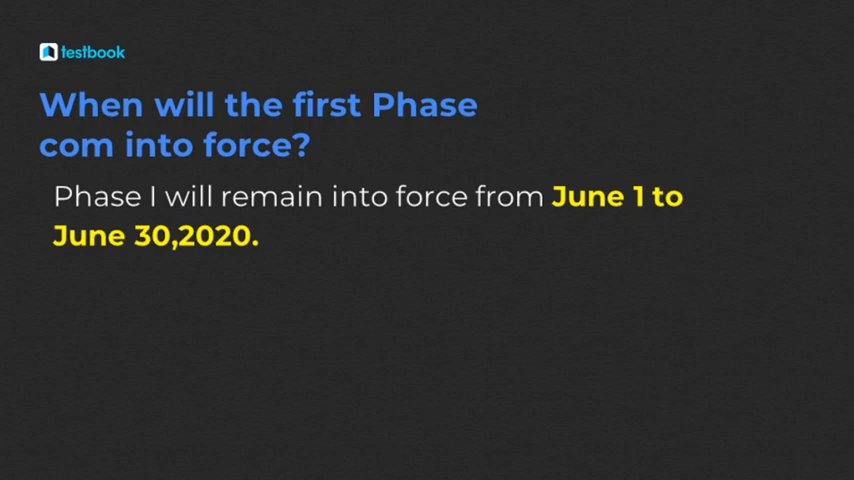 testbook
When will the first Phase
com into force?
Phase I will remain into force from June 1 to
June 30,2020.